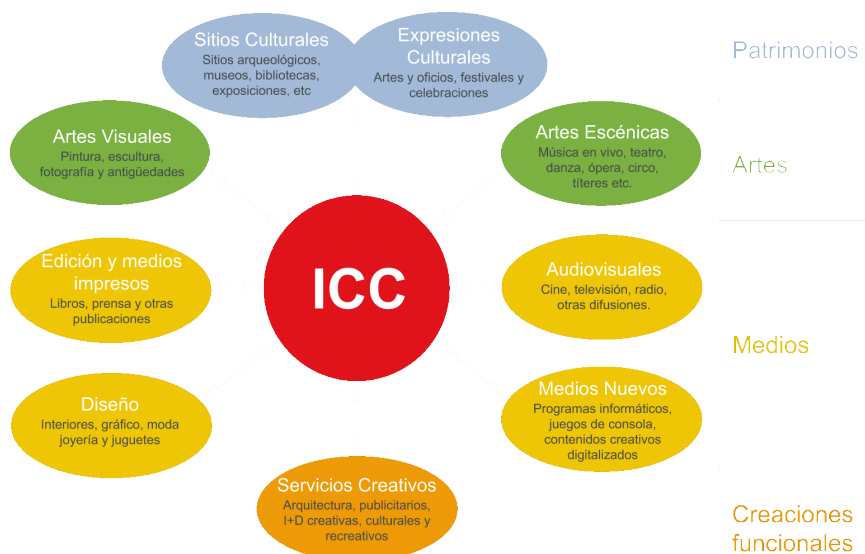 Sitios Culturales
Sitios arqueológicos,
museos, bibliotecas,
exposiciones, etc
Expresiones
Culturales
Artes y oficios, festivales y
celebraciones
Patrimonios
Artes Visuales
Pintura, escultura,
fotografía y antigüedades
Artes Escénicas
Música en vivo, teatro,
danza, ópera, circo,
títeres etc.
Artes
Edición y medios
impresos
Libros, prensa y otras
publicaciones
ICC
Audiovisuales
Cine, televisión, radio,
otras difusiones.
Medios
Diseño
Interiores, gráfico, moda
joyería y juguetes
Medios Nuevos
Programas informáticos,
juegos de consola,
contenidos creativos
digitalizados
Servicios Creativos
Arquitectura, publicitarios,
I+D creativas, culturales y
recreativos
Creaciones
funcionales